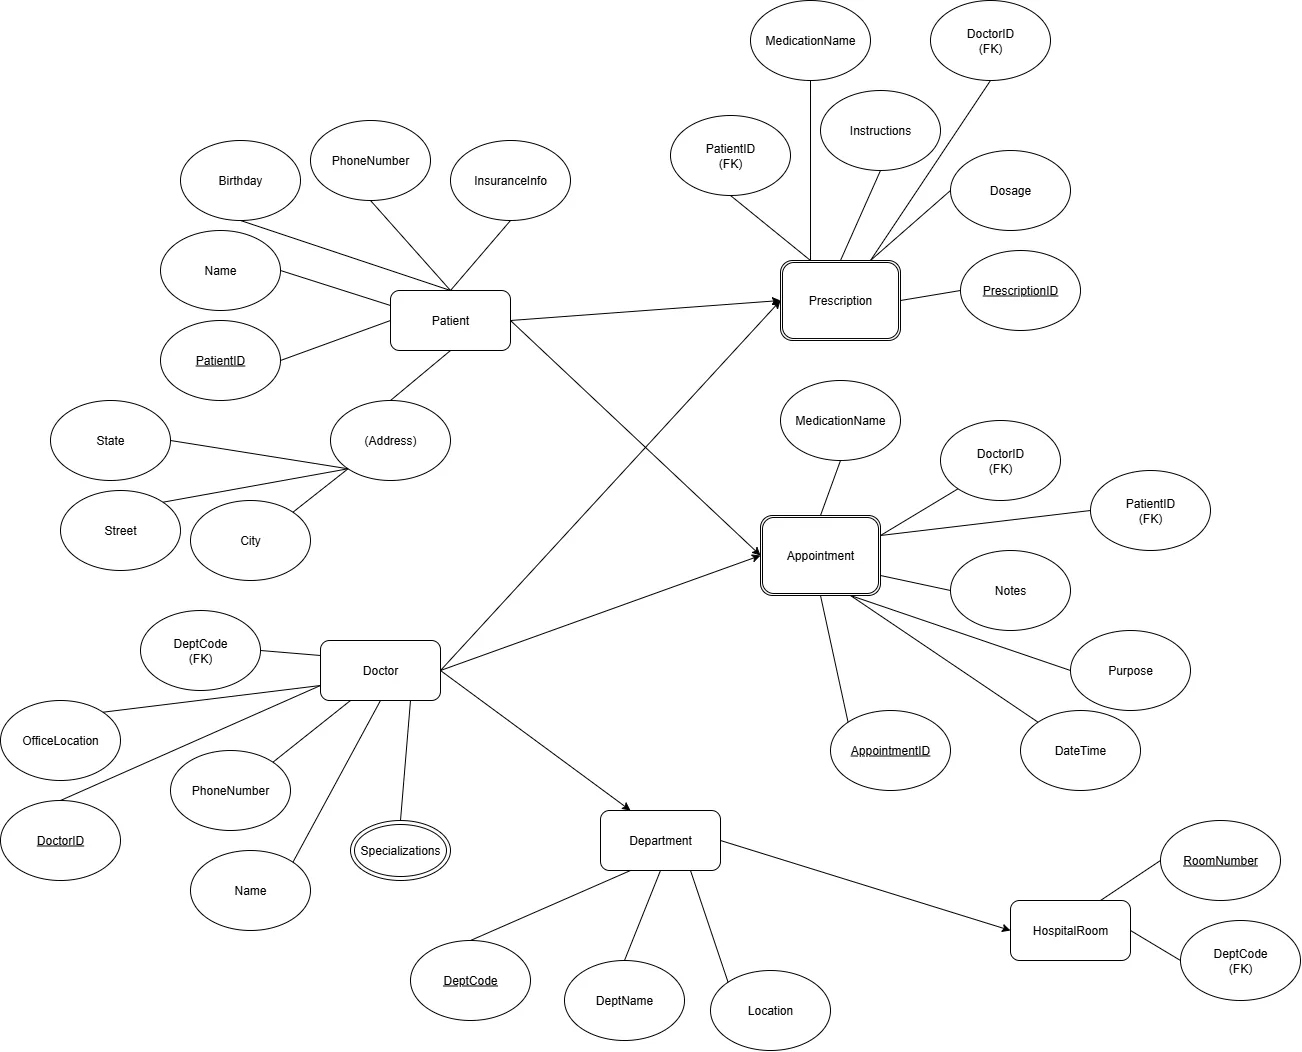 MedicationName
DoctorID
(FK)
Instructions
PatientID
(FK)
Dosage
PrescriptionID
Prescription
Birthday
PhoneNumber
InsuranceInfo
Name
PatientID
Patient
(Address)
State
Street
City
MedicationName
DoctorID
(FK)
PatientID
(FK)
Appointment
Notes
Purpose
DateTime
AppointmentID
DeptCode
(FK)
Doctor
OfficeLocation
PhoneNumber
DoctorID
Name
Specializations
Department
DeptCode
DeptName
Location
HospitalRoom
RoomNumber
DeptCode
(FK)